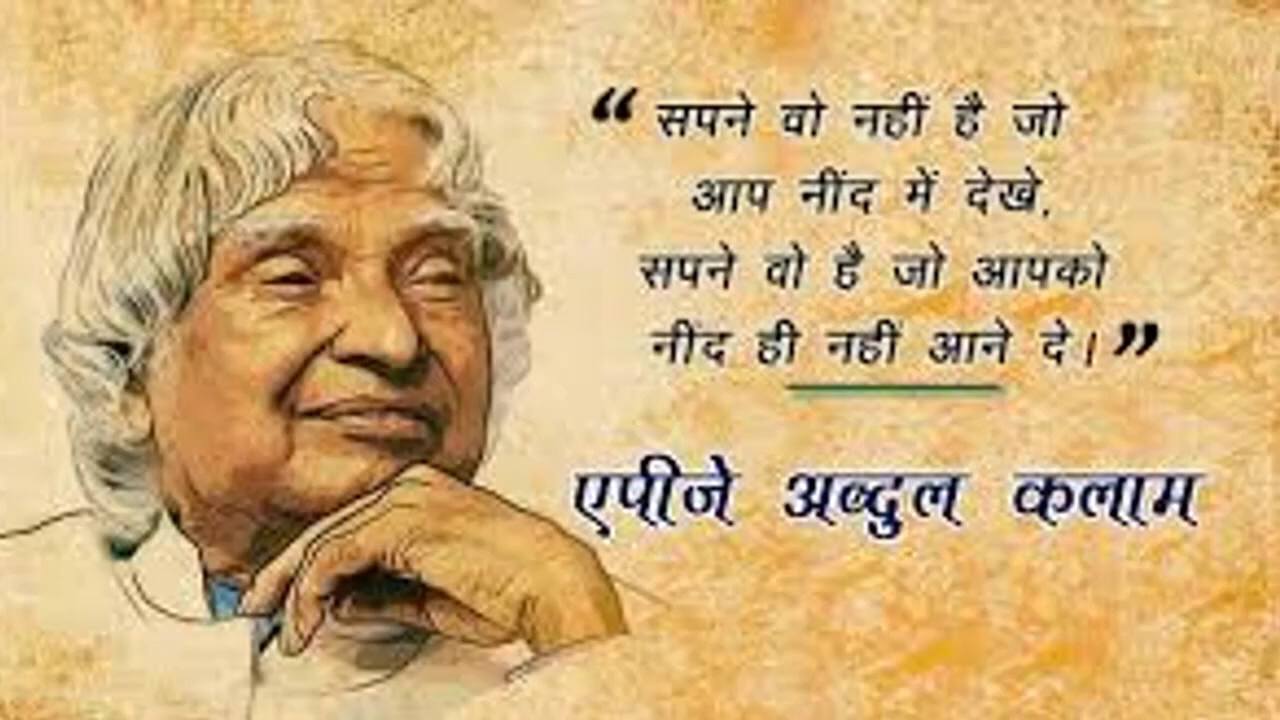 “ सपने वो नहीं है जो
आप नींद में देखे.
सपने वो है जो आपको
नींद ही नहीं आने दे। ”
एपीजे अब्दुल कलाम